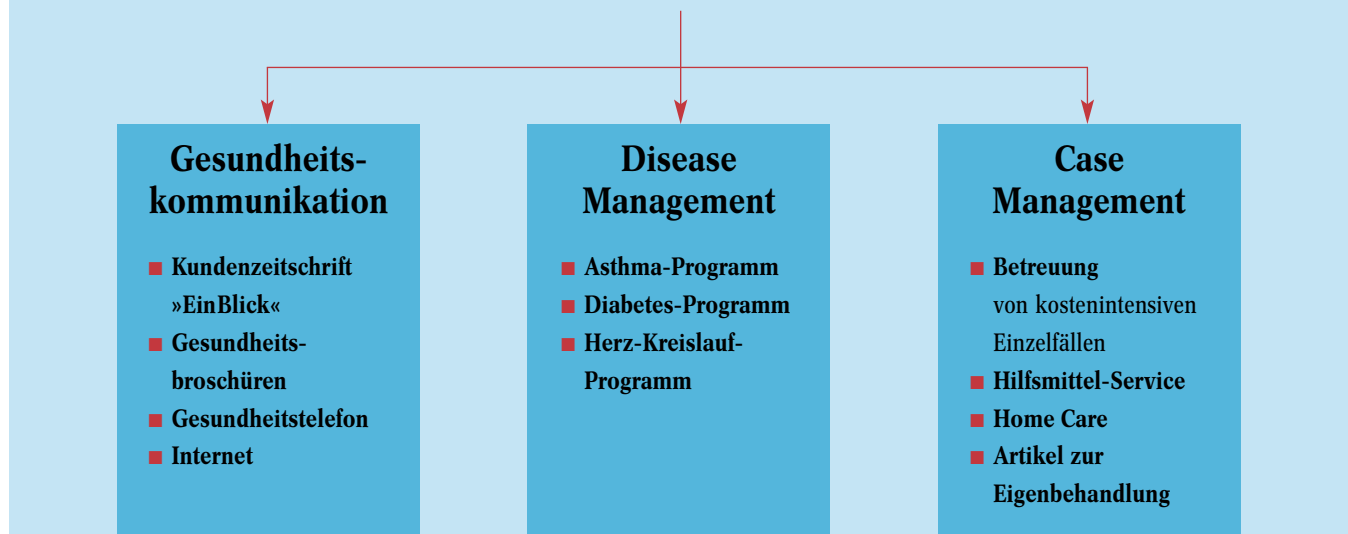 Gesundheits-
kommunikation
■ Kundenzeitschrift
»EinBlick«
■ Gesundheits-
broschüren
■ Gesundheitstelefon
■ Internet
Disease
Management
■ Asthma-Programm
■ Diabetes-Programm
■ Herz-Kreislauf-
Programm
Case
Management
■ Betreuung
von kostenintensiven
Einzelfällen
■ Hilfsmittel-Service
■ Home Care
■ Artikel zur
Eigenbehandlung